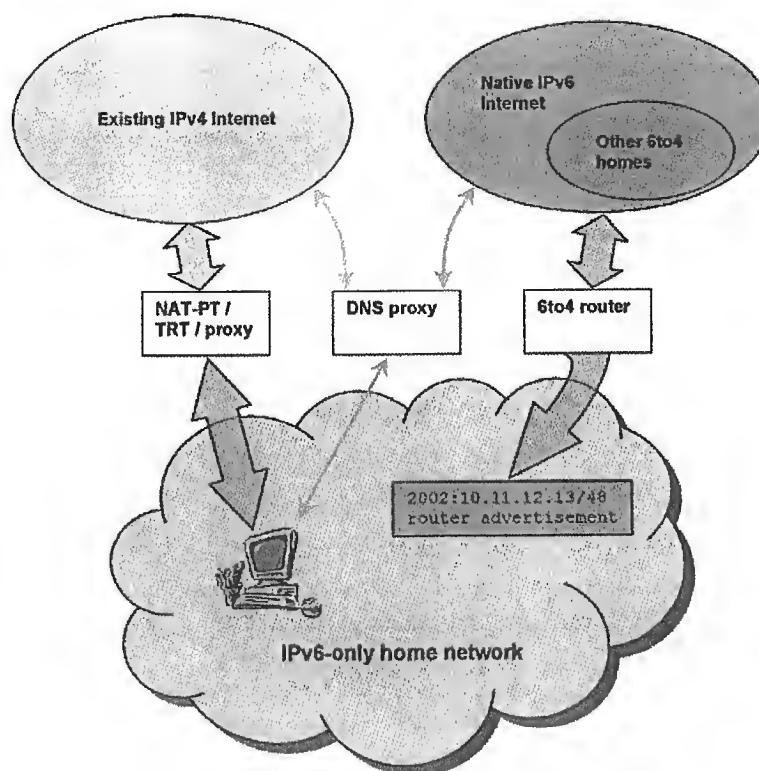 Existing IPv4 Internet
Native IPv6
Internet
Other 6to4
homes
NAT-PT /
TRT / proxy
DNS proxy
6to4 router
2002:10.11.12.13/48
router advertisement
IPv6-only home network